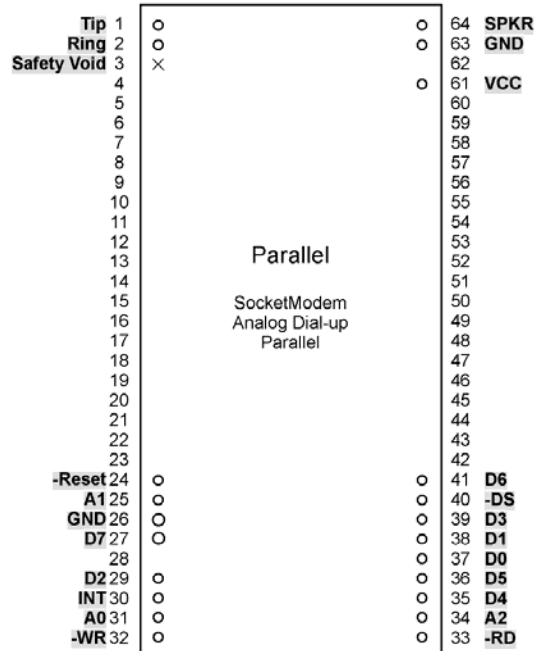 Tip 1 64 SPKR
Ring 2 63 GND
Safety Void 3 62
4 61 VCC
5 60
6 59
7 58
8 57
9 56
10 55
11 54
12 53
13 Parallel 52
14 51
15 SocketModem 50
16 Analog Dial-up 49
17 Parallel 48
18 47
19 46
20 45
21 44
22 43
23 42
-Reset 24 41 D6
A1 25 40 -DS
GND 26 39 D3
D7 27 38 D1
28 37 D0
D2 29 36 D5
INT 30 35 D4
A0 31 34 A2
-WR 32 33 -RD